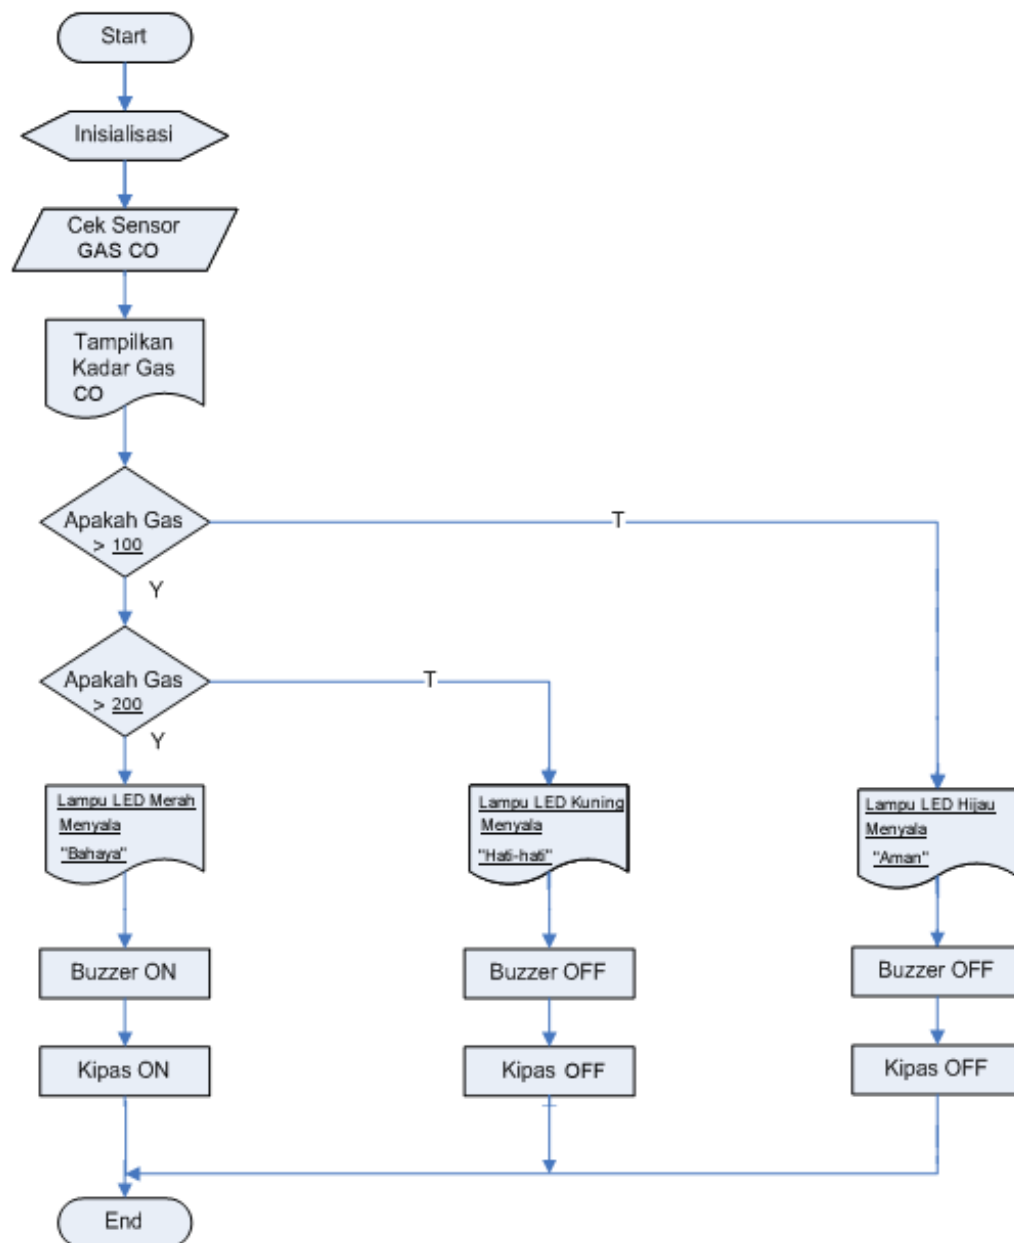 Start
Inisialisasi
Cek Sensor
GAS CO
Tampilkan
Kadar Gas
CO
Apakah Gas
> 100
T
Y
Apakah Gas
> 200
T
Y
Lampu LED Merah
Menyala
"Bahaya"
Lampu LED Kuning
Menyala
"Hati-hati"
Lampu LED Hijau
Menyala
"Aman"
Buzzer ON
Buzzer OFF
Buzzer OFF
Kipas ON
Kipas OFF
Kipas OFF
End